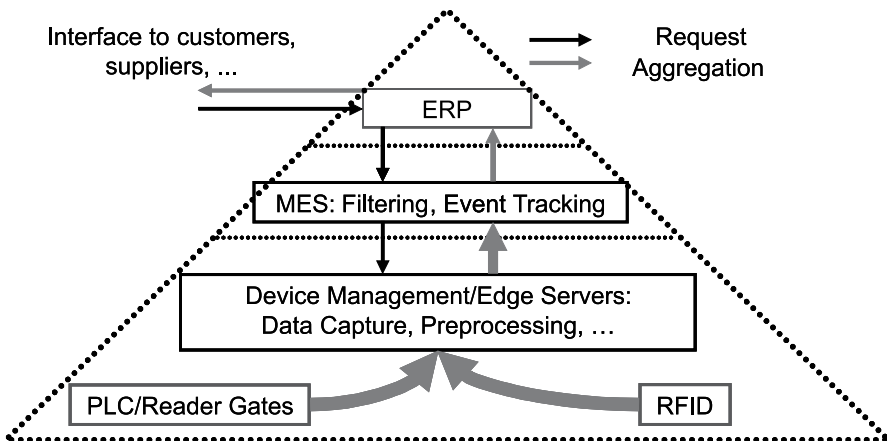 Interface to customers,
suppliers, ...
Request
Aggregation
ERP
MES: Filtering, Event Tracking
Device Management/Edge Servers:
Data Capture, Preprocessing, …
PLC/Reader Gates
RFID